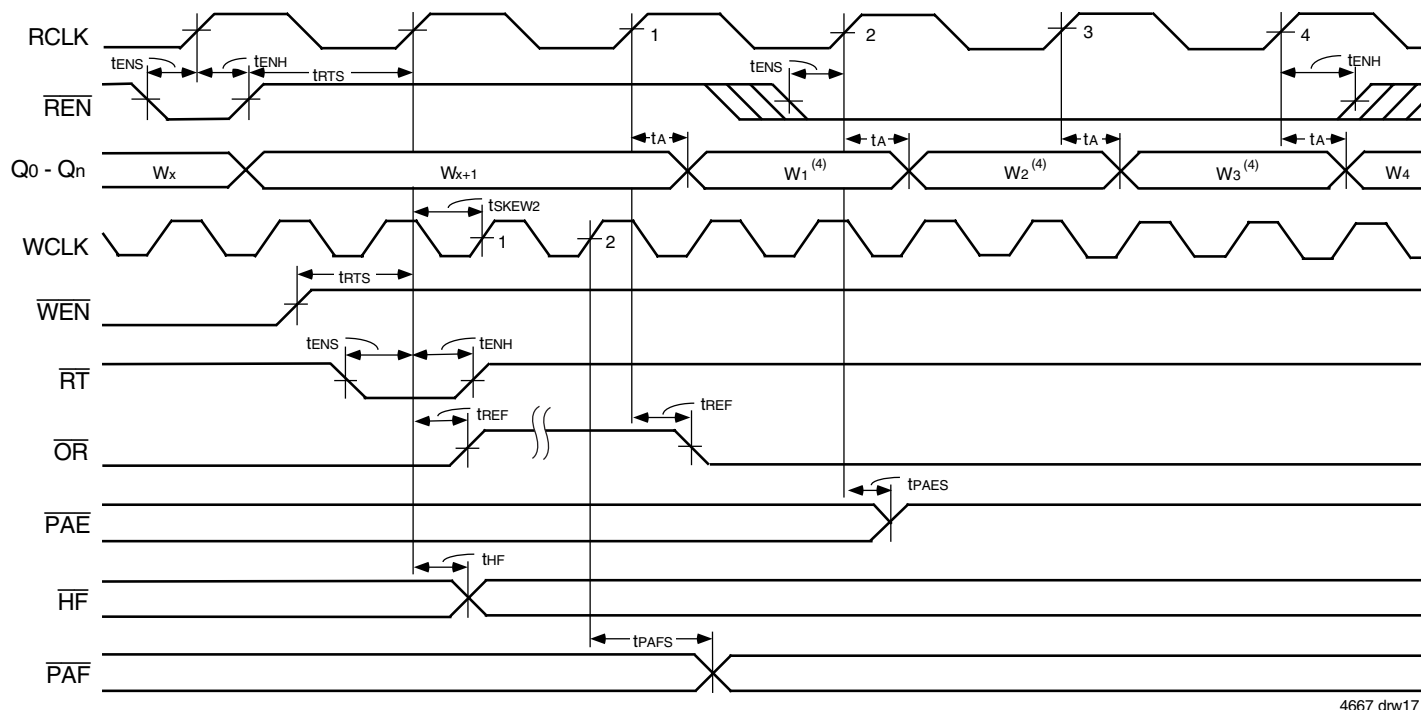 RCLK 1 2 3 4
tENS tENH tRTS tENS tENH
REN
tA tA tA tA
Q0 - Qn Wx Wx+1 W1(4) W2(4) W3(4) W4
tSKEW2
WCLK 1 2
tRTS
WEN
tENS tENH
RT
tREF tREF
OR
tPAES
PAE
tHF
HF
tPAFS
PAF
4667 drw17